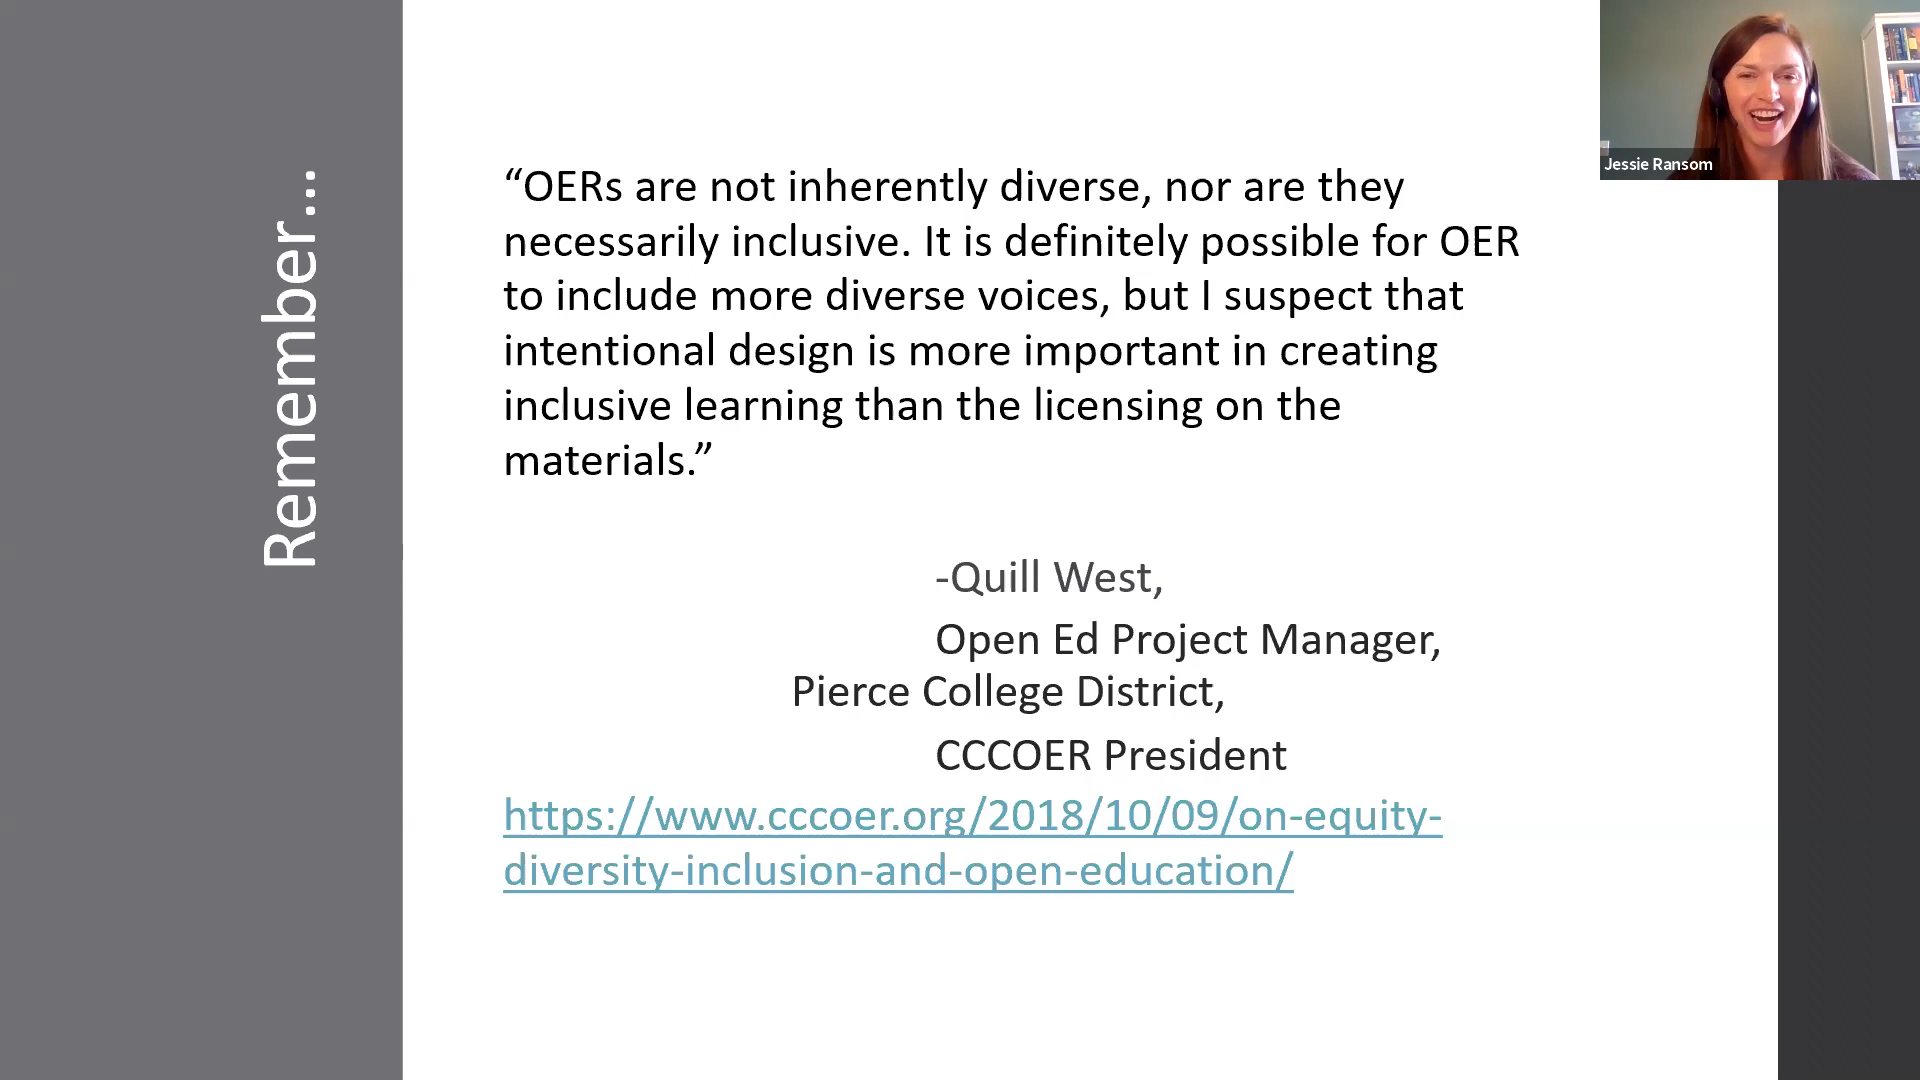 Remember...
“OERs are not inherently diverse, nor are they
necessarily inclusive. It is definitely possible for OER
to include more diverse voices, but I suspect that
intentional design is more important in creating
inclusive learning than the licensing on the
materials.”
-Quill West,
Open Ed Project Manager,
Pierce College District,
CCCOER President
https://www.cccoer.org/2018/10/09/on-equity-
diversity-inclusion-and-open-education/
Jessie Ransom